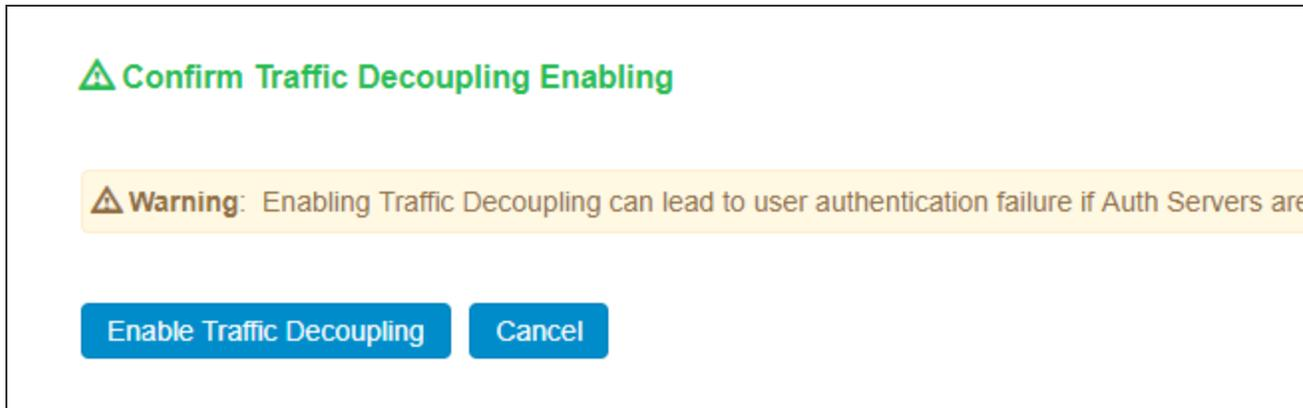 Confirm Traffic Decoupling Enabling
Warning: Enabling Traffic Decoupling can lead to user authentication failure if Auth Servers are
Enable Traffic Decoupling
Cancel